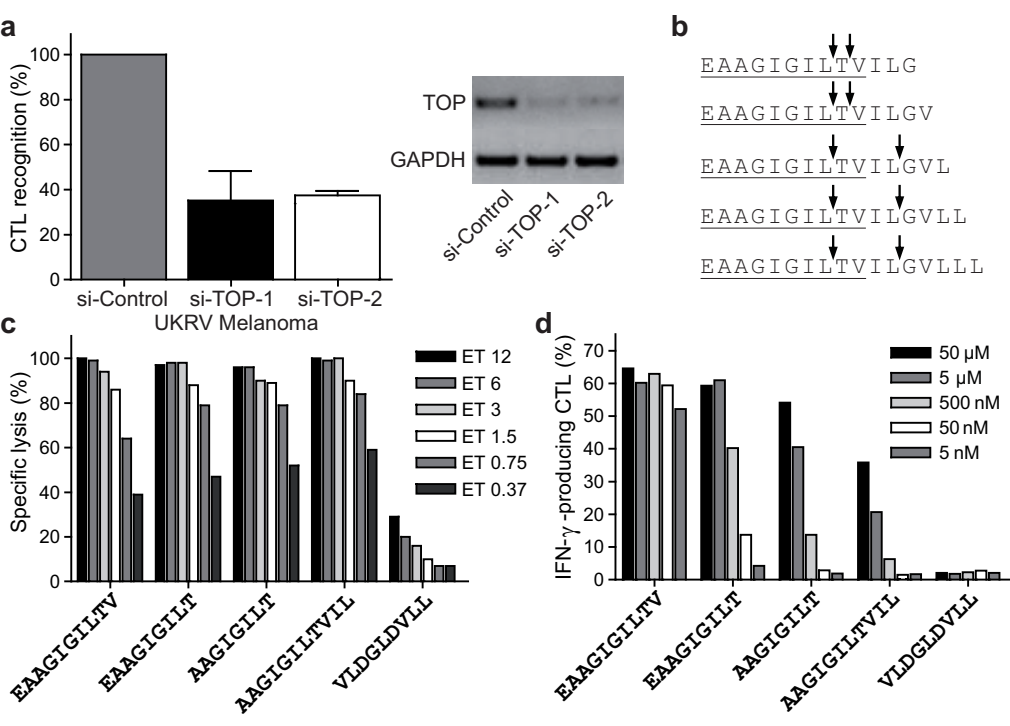 a
CTL recognition (%)
100
80
60
40
20
0
si-Control si-TOP-1 si-TOP-2
UKRV Melanoma
TOP
GAPDH
si-Control
si-TOP-1
si-TOP-2
b
EAAGIGILTVILG
EAAGIGILTVILGV
EAAGIGILTVILGVL
EAAGIGILTVILGVLL
EAAGIGILTVILGVLLL
c
Specific lysis (%)
100
80
60
40
20
0
ET 12
ET 6
ET 3
ET 1.5
ET 0.75
ET 0.37
EAAGIGILTV
EAAGIGILT
AAGIGILT
AAGIGILTVIL
VLDGLDVLL
d
IFN-γ -producing CTL (%)
70
60
50
40
30
20
10
0
50 µM
5 µM
500 nM
50 nM
5 nM
EAAGIGILTV
EAAGIGILT
AAGIGILT
AAGIGILTVIL
VLDGLDVLL